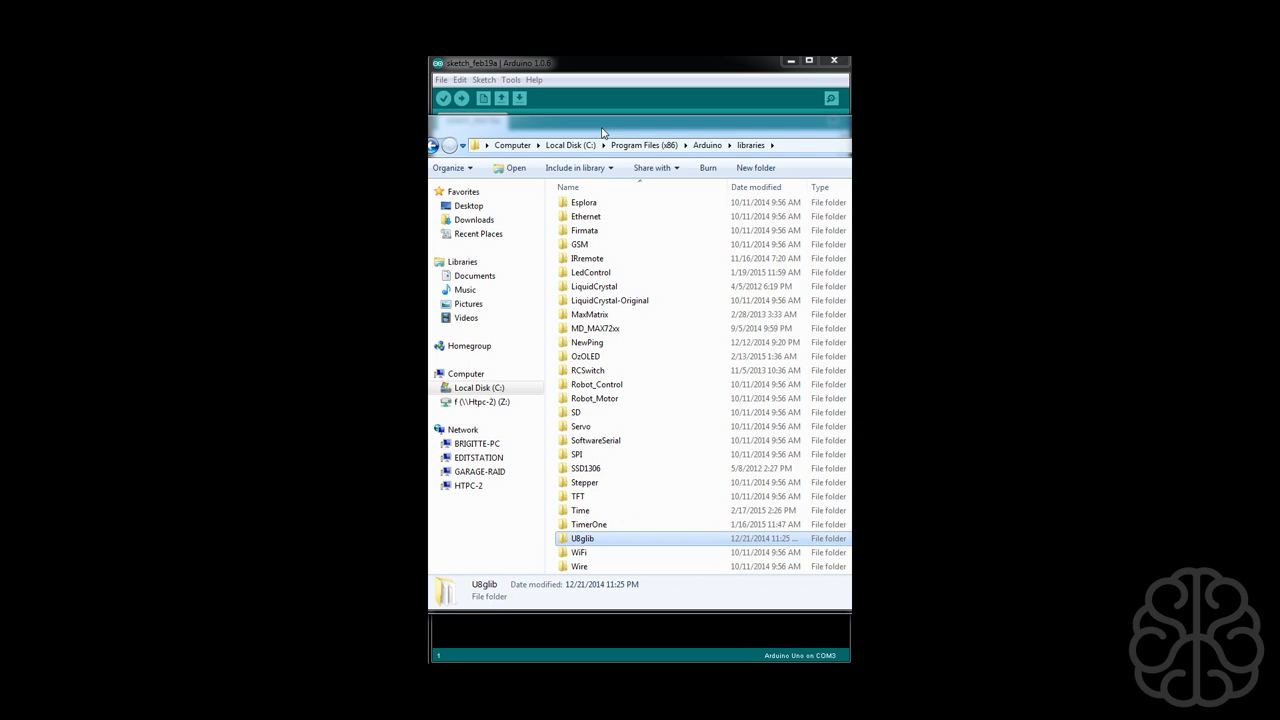 sketch_feb19a | Arduino 1.0.6
File Edit Sketch Tools Help
Computer Local Disk (C:) Program Files (x86) Arduino libraries
Organize Open Include in library Share with Burn New folder
Favorites
Desktop
Downloads
Recent Places
Libraries
Documents
Music
Pictures
Videos
Homegroup
Computer
Local Disk (C:)
f (\\Htpc-2) (Z:)
Network
BRIGITTE-PC
EDITSTATION
GARAGE-RAID
HTPC-2
Name Date modified Type
Esplora 10/11/2014 9:56 AM File folder
Ethernet 10/11/2014 9:56 AM File folder
Firmata 10/11/2014 9:56 AM File folder
GSM 10/11/2014 9:56 AM File folder
IRremote 11/16/2014 7:20 AM File folder
LedControl 1/19/2015 11:59 AM File folder
LiquidCrystal 4/5/2012 6:19 PM File folder
LiquidCrystal-Original 10/11/2014 9:56 AM File folder
MaxMatrix 2/28/2013 3:33 AM File folder
MD_MAX72xx 9/5/2014 9:59 PM File folder
NewPing 12/12/2014 9:20 PM File folder
OzOLED 2/13/2015 1:36 AM File folder
RCSwitch 11/5/2013 10:36 AM File folder
Robot_Control 10/11/2014 9:56 AM File folder
Robot_Motor 10/11/2014 9:56 AM File folder
SD 10/11/2014 9:56 AM File folder
Servo 10/11/2014 9:56 AM File folder
SoftwareSerial 10/11/2014 9:56 AM File folder
SPI 10/11/2014 9:56 AM File folder
SSD1306 5/8/2012 2:27 PM File folder
Stepper 10/11/2014 9:56 AM File folder
TFT 10/11/2014 9:56 AM File folder
Time 2/17/2015 2:26 PM File folder
TimerOne 1/16/2015 11:47 AM File folder
U8glib 12/21/2014 11:25 ... File folder
WiFi 10/11/2014 9:56 AM File folder
Wire 10/11/2014 9:56 AM File folder
U8glib Date modified: 12/21/2014 11:25 PM
File folder
1 Arduino Uno on COM3